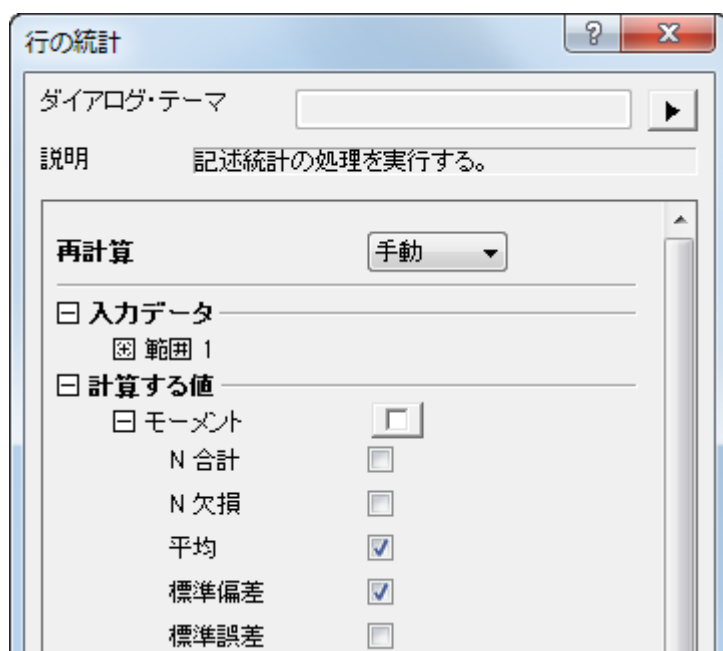 行の統計
ダイアログ・テーマ
説明 記述統計の処理を実行する。
再計算 手動
入力データ
範囲 1
計算する値
モーメント
N 合計
N 欠損
平均
標準偏差
標準誤差